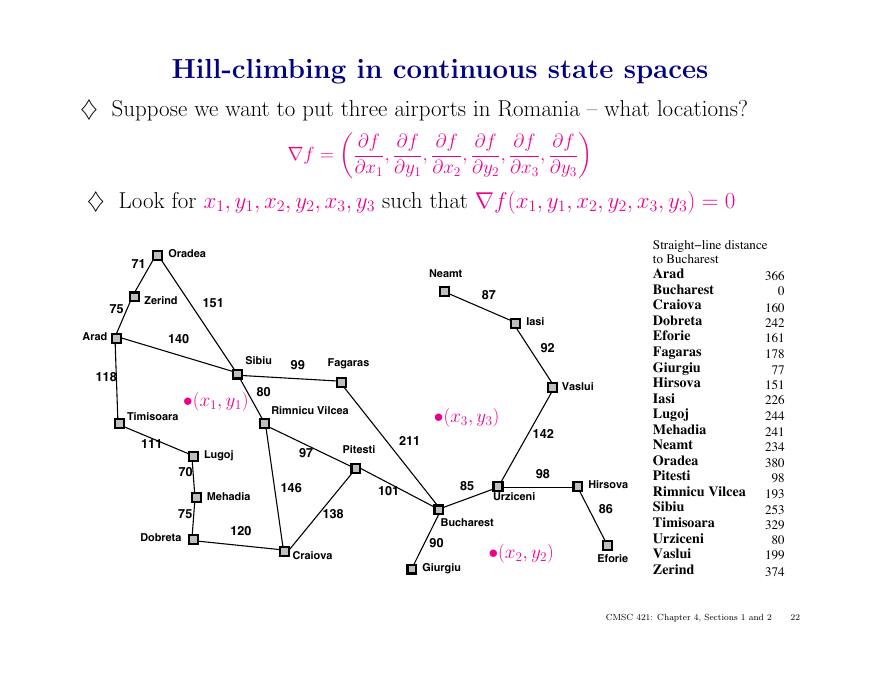 Hill-climbing in continuous state spaces
♢ Suppose we want to put three airports in Romania – what locations?
∇f = (∂f/∂x₁, ∂f/∂y₁, ∂f/∂x₂, ∂f/∂y₂, ∂f/∂x₃, ∂f/∂y₃)
♢ Look for x₁, y₁, x₂, y₂, x₃, y₃ such that ∇f(x₁, y₁, x₂, y₂, x₃, y₃) = 0
Oradea
71
Zerind
151
75
Arad
140
Sibiu
99
Fagaras
118
80
•(x₁, y₁)
Rimnicu Vilcea
Timisoara
111
Lugoj
97
Pitesti
211
70
146
101
Mehadia
75
138
Dobreta
120
Craiova
Neamt
87
Iasi
92
Vaslui
•(x₃, y₃)
142
85
98
Hirsova
Urziceni
86
Bucharest
90
•(x₂, y₂)
Eforie
Giurgiu
Straight−line distance
to Bucharest
Arad 366
Bucharest 0
Craiova 160
Dobreta 242
Eforie 161
Fagaras 178
Giurgiu 77
Hirsova 151
Iasi 226
Lugoj 244
Mehadia 241
Neamt 234
Oradea 380
Pitesti 98
Rimnicu Vilcea 193
Sibiu 253
Timisoara 329
Urziceni 80
Vaslui 199
Zerind 374
CMSC 421: Chapter 4, Sections 1 and 2 22